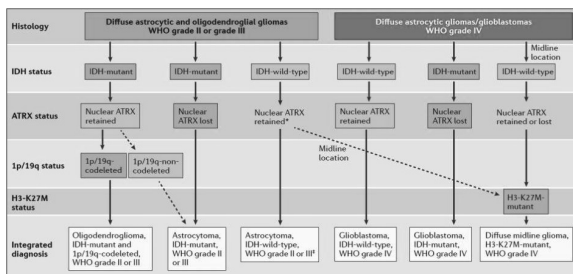 Histology
Diffuse astrocytic and oligodendroglial gliomas
WHO grade II or grade III
Diffuse astrocytic gliomas/glioblastomas
WHO grade IV
Midline
location
IDH status
IDH-mutant
IDH-mutant
IDH-wild-type
IDH-wild-type
IDH-mutant
IDH-wild-type
ATRX status
Nuclear ATRX
retained
Nuclear
ATRX lost
Nuclear ATRX
retained*
Nuclear ATRX
retained
Nuclear
ATRX lost
Nuclear ATRX
retained or lost
Midline
location
1p/19q status
1p/19q-
codeleted
1p/19q-non-
codeleted
H3-K27M
status
H3-K27M-
mutant
Integrated
diagnosis
Oligodendroglioma,
IDH-mutant and
1p/19q-codeleted,
WHO grade II or III
Astrocytoma,
IDH-mutant,
WHO grade II
or III
Astrocytoma,
IDH-wild-type,
WHO grade II or III‡
Glioblastoma,
IDH-wild-type,
WHO grade IV
Glioblastoma,
IDH-mutant,
WHO grade IV
Diffuse midline glioma,
H3-K27M-mutant,
WHO grade IV